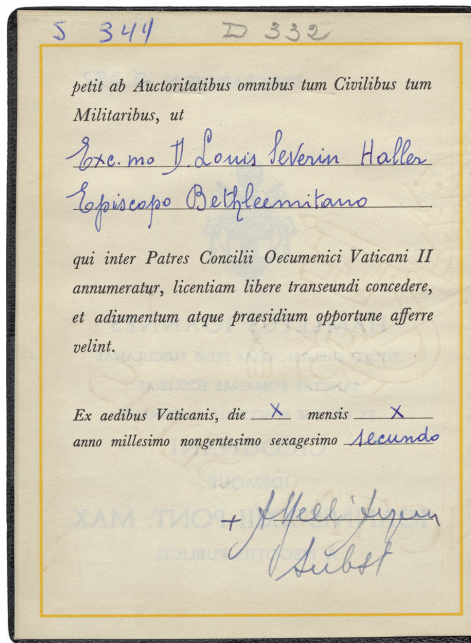 S 344 D 332
petit ab Auctoritatibus omnibus tum Civilibus tum
Militaribus, ut
Exc.mo D. Louis Severin Haller
Episcopo Bethleemitano
qui inter Patres Concilii Oecumenici Vaticani II
annumeratur, licentiam libere transeundi concedere,
et adiumentum atque praesidium opportune afferre
velint.
Ex aedibus Vaticanis, die X mensis X
anno millesimo nongentesimo sexagesimo secundo
Subst